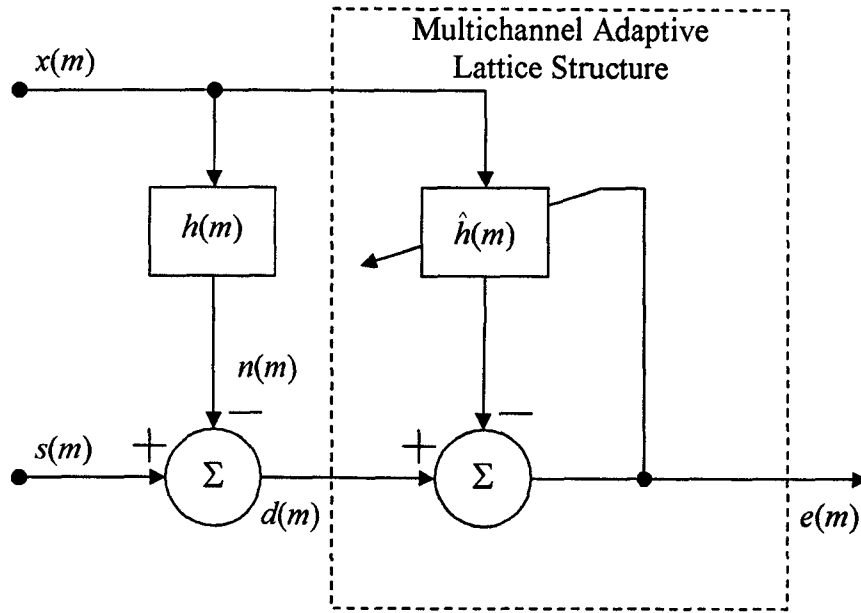 Multichannel Adaptive
Lattice Structure
x(m)
h(m)
ĥ(m)
n(m)
−
−
+
+
s(m)
Σ
Σ
d(m)
e(m)